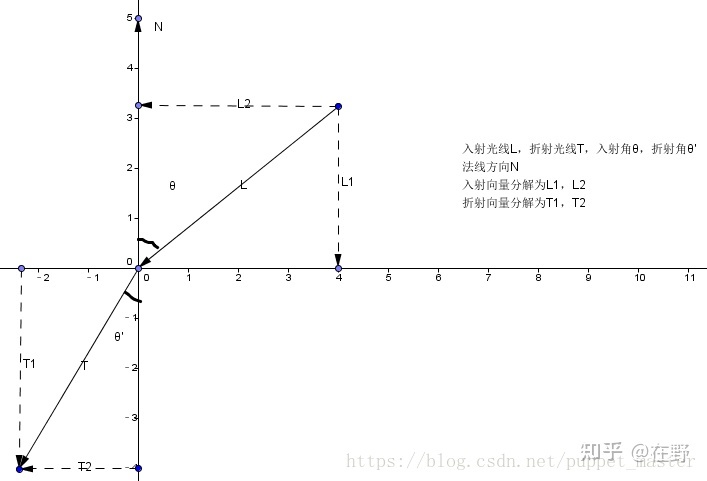 5
N
4
L2
3
入射光线L，折射光线T，入射角θ，折射角θ'
法线方向N
θ
L
L1
入射向量分解为L1，L2
2
折射向量分解为T1，T2
1
0
-2 -1 0 1 2 3 4 5 6 7 8 9 10 11
-1
θ'
T1
T
-2
-3
T2
-4
知乎 @在野
https://blog.csdn.net/puppet_master